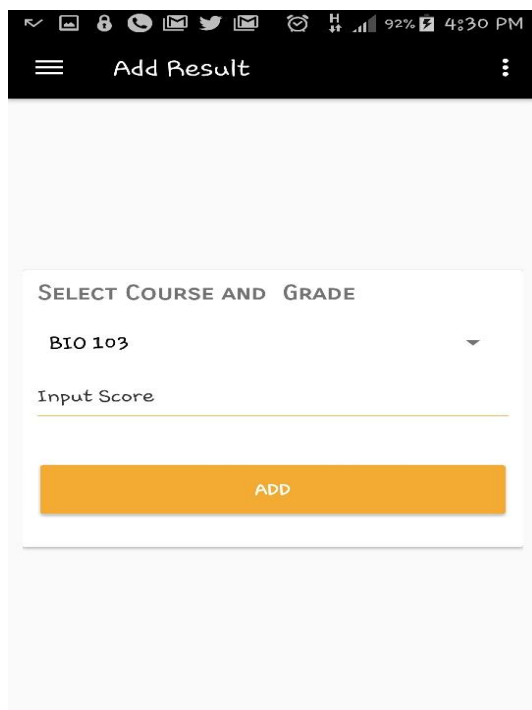 H 92% 4:30 PM
Add Result
SELECT COURSE AND GRADE
BIO 103
Input Score
ADD